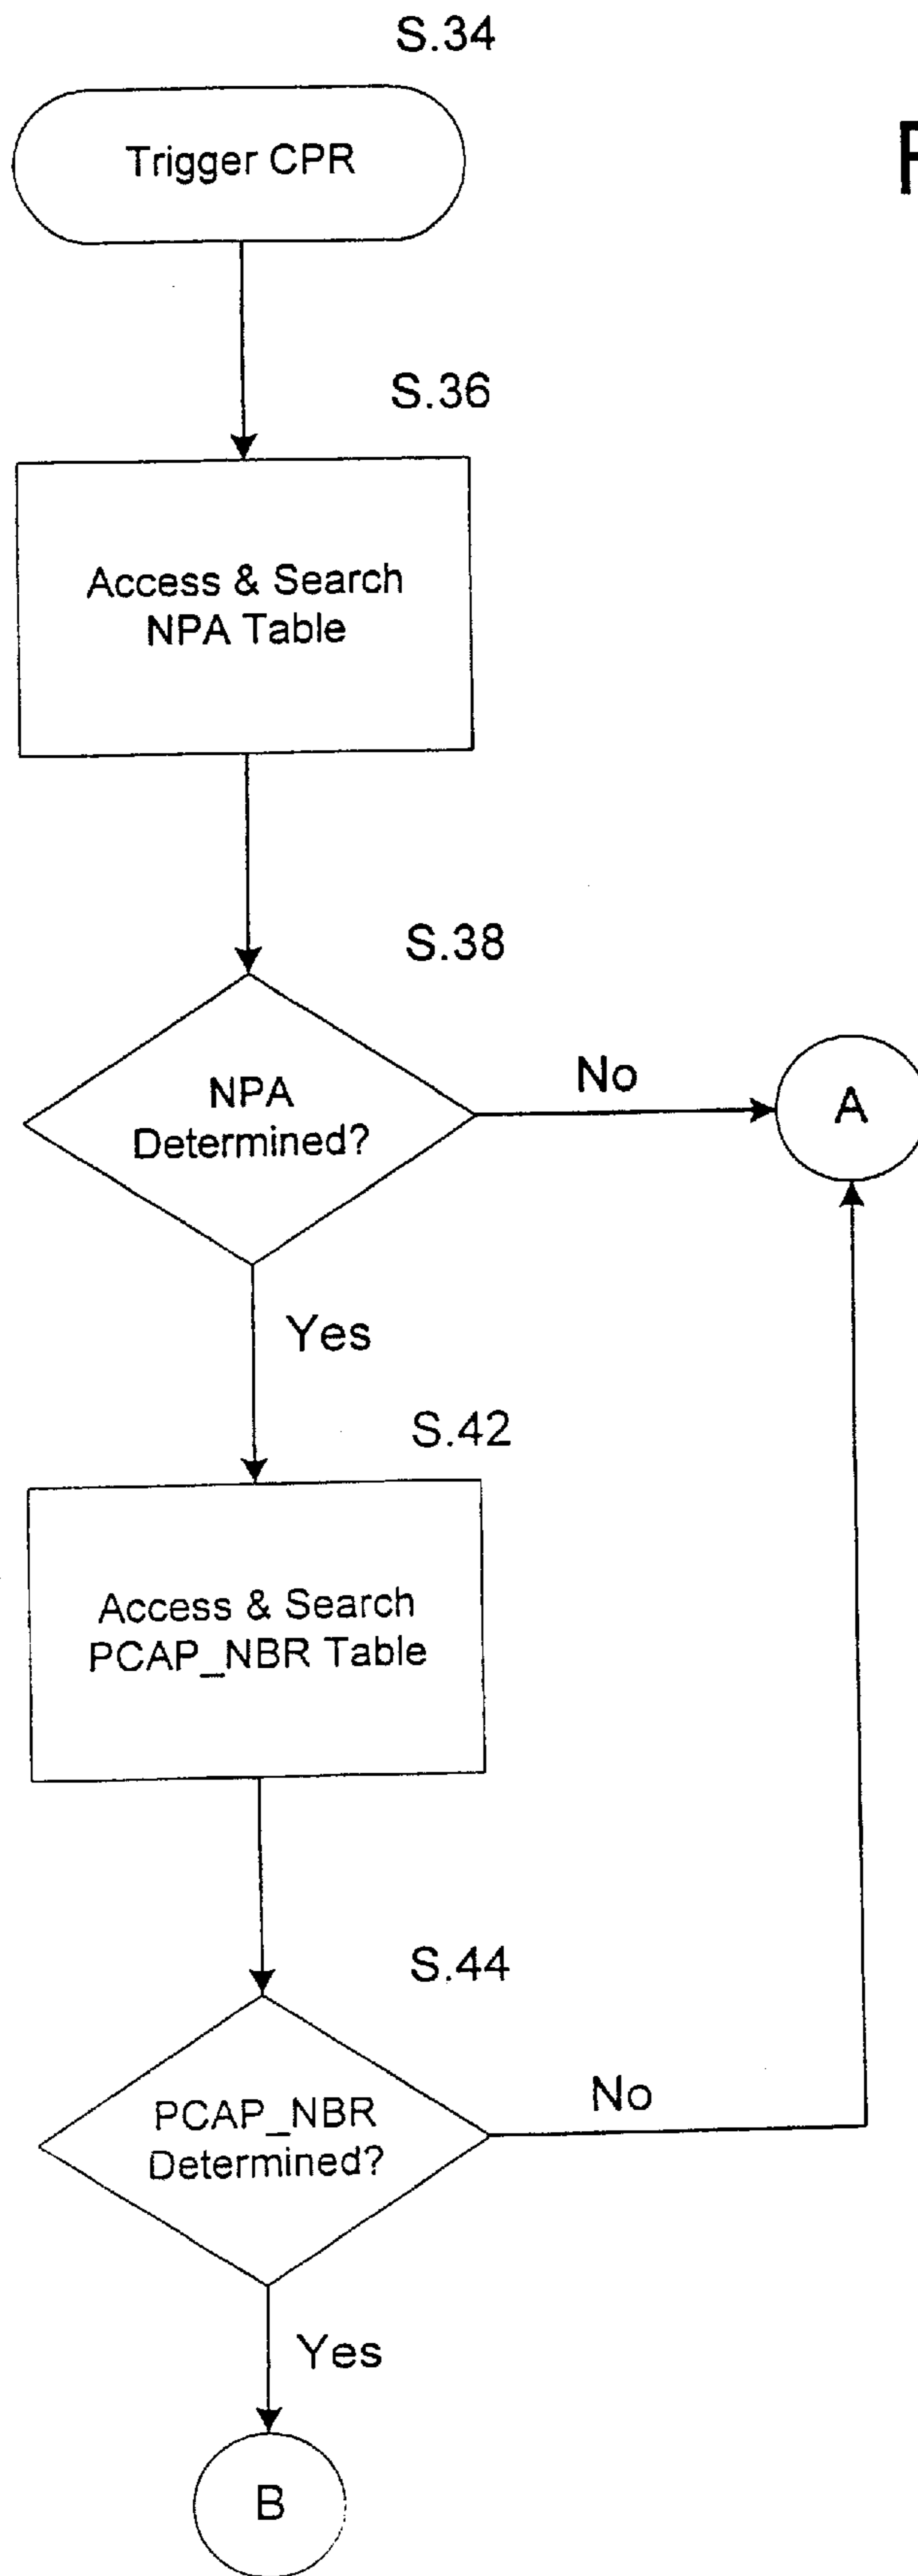 S.34
Trigger CPR
S.36
Access & Search
NPA Table
S.38
NPA
Determined?
No
A
Yes
S.42
Access & Search
PCAP_NBR Table
S.44
PCAP_NBR
Determined?
No
Yes
B